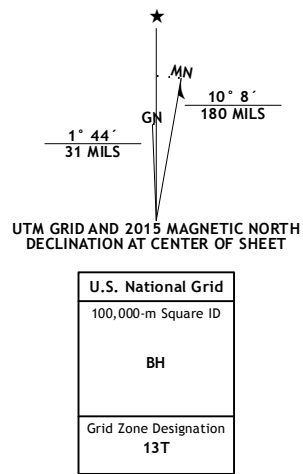 MN
GN
10° 8´
180 MILS
1° 44´
31 MILS
UTM GRID AND 2015 MAGNETIC NORTH
DECLINATION AT CENTER OF SHEET
U.S. National Grid
100,000-m Square ID
BH
Grid Zone Designation
13T